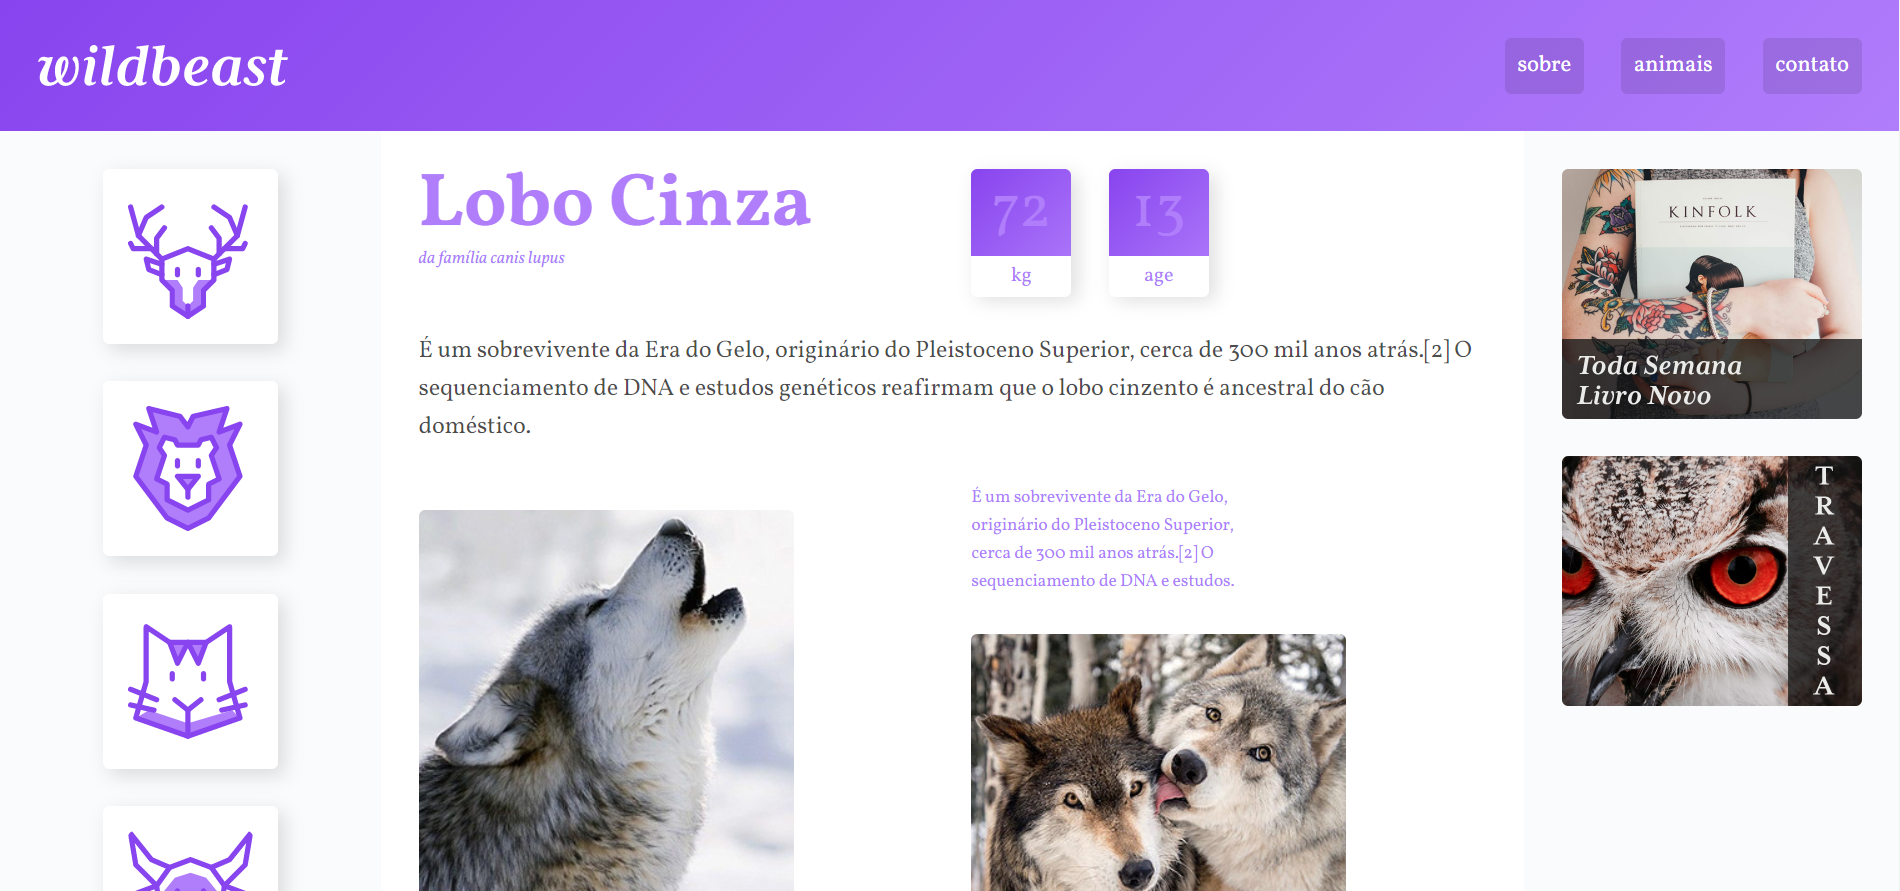 wildbeast
sobre
animais
contato
Lobo Cinza
da família canis lupus
72
kg
13
age
É um sobrevivente da Era do Gelo, originário do Pleistoceno Superior, cerca de 300 mil anos atrás.[2] O
sequenciamento de DNA e estudos genéticos reafirmam que o lobo cinzento é ancestral do cão
doméstico.
É um sobrevivente da Era do Gelo,
originário do Pleistoceno Superior,
cerca de 300 mil anos atrás.[2] O
sequenciamento de DNA e estudos.
KINFOLK
Toda Semana
Livro Novo
TRAVESSA